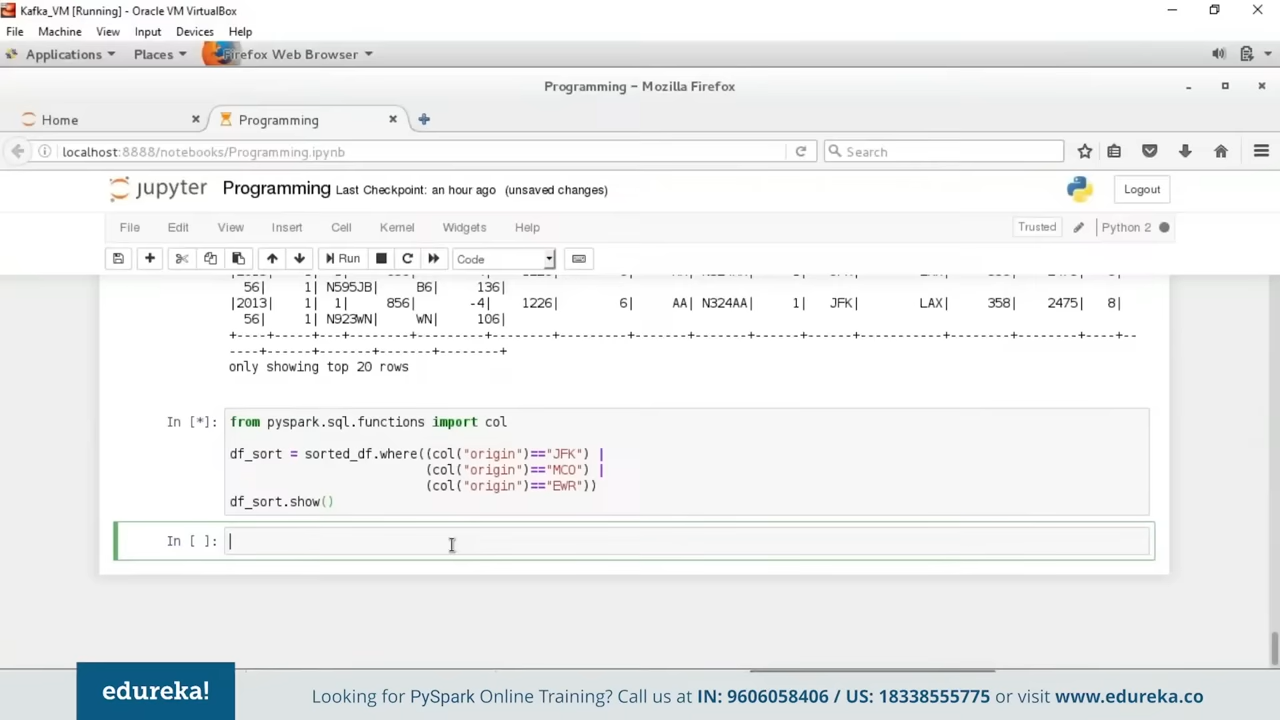 Kafka_VM [Running] - Oracle VM VirtualBox
File Machine View Input Devices Help
Applications Places Firefox Web Browser
Programming – Mozilla Firefox
Home Programming
localhost:8888/notebooks/Programming.ipynb Search
jupyter Programming Last Checkpoint: an hour ago (unsaved changes) Logout
File Edit View Insert Cell Kernel Widgets Help Trusted Python 2
Run Code
56| 1| N595JB| B6| 136|
|2013| 1| 1| 856| -4| 1226| 6| AA| N324AA| 1| JFK| LAX| 358| 2475| 8|
56| 1| N923WN| WN| 106|
+----+-----+---+--------+---------+--------+---------+-------+-------+------+------+----+--------+--------+----+--
----+-----+-------+-------+--------+
only showing top 20 rows
In [*]: from pyspark.sql.functions import col
df_sort = sorted_df.where((col("origin")=="JFK") |
(col("origin")=="MCO") |
(col("origin")=="EWR"))
df_sort.show()
In [ ]:
edureka! Looking for PySpark Online Training? Call us at IN: 9606058406 / US: 18338555775 or visit www.edureka.co